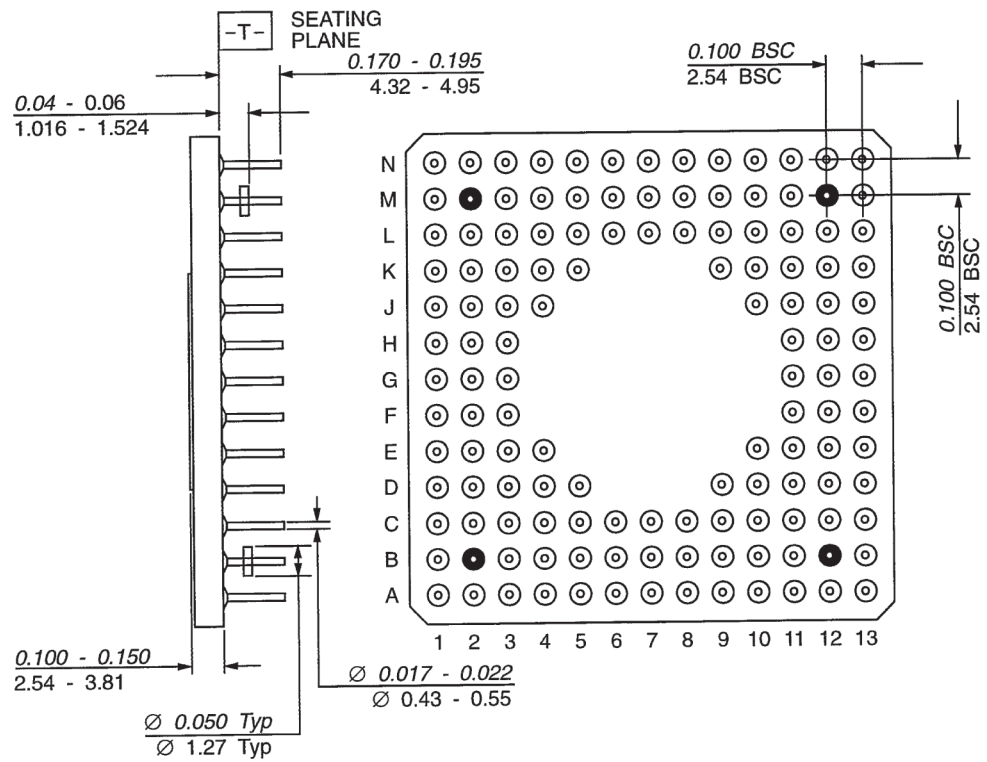 -T-
SEATING
PLANE
0.170 - 0.195
4.32 - 4.95
0.04 - 0.06
1.016 - 1.524
0.100 BSC
2.54 BSC
N
M
L
K
J
H
G
F
E
D
C
B
A
0.100 BSC
2.54 BSC
1 2 3 4 5 6 7 8 9 10 11 12 13
0.100 - 0.150
2.54 - 3.81
Ø 0.017 - 0.022
Ø 0.43 - 0.55
Ø 0.050 Typ
Ø 1.27 Typ